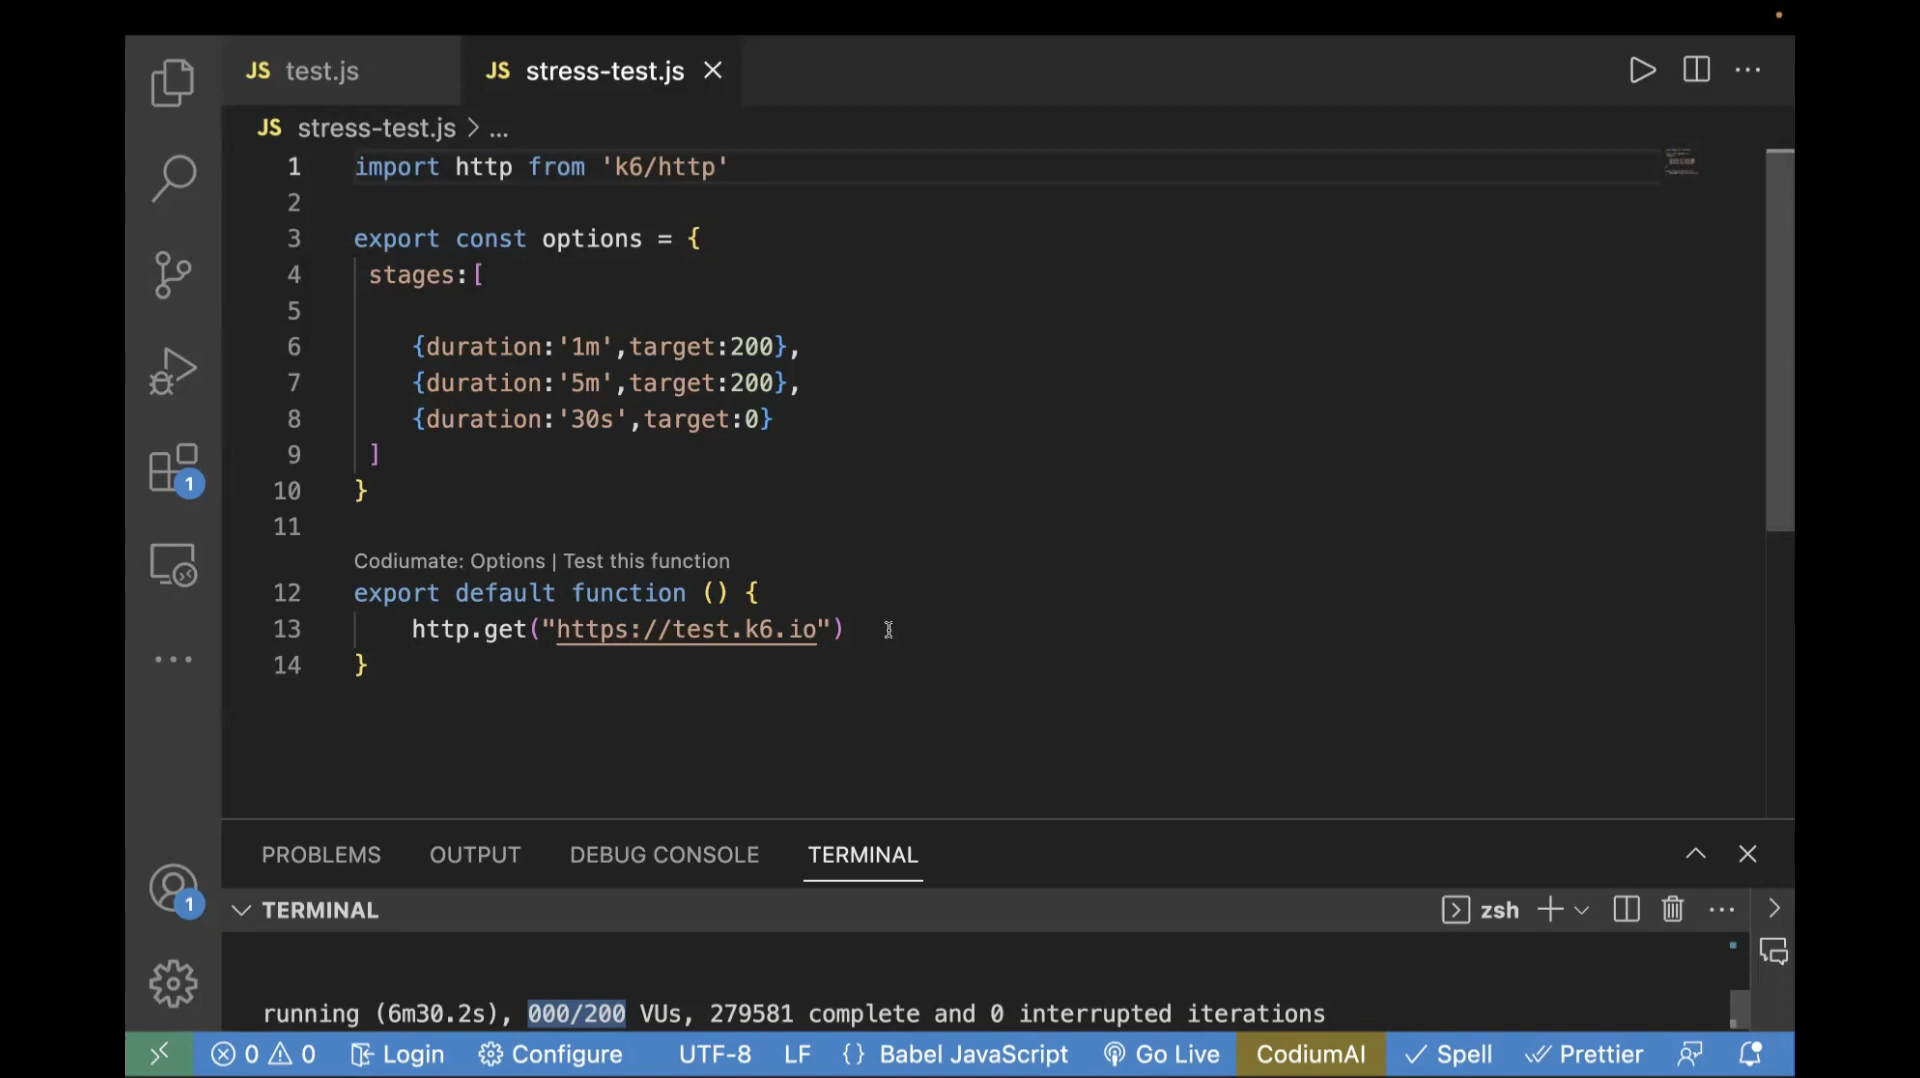 JS test.js
JS stress-test.js
JS stress-test.js > ...
1 import http from 'k6/http'
2
3 export const options = {
4 stages:[
5
6 {duration:'1m',target:200},
7 {duration:'5m',target:200},
8 {duration:'30s',target:0}
9 ]
10 }
11
Codiumate: Options | Test this function
12 export default function () {
13 http.get("https://test.k6.io")
14 }
1
1
PROBLEMS OUTPUT DEBUG CONSOLE TERMINAL
TERMINAL
zsh
running (6m30.2s), 000/200 VUs, 279581 complete and 0 interrupted iterations
0 0 Login Configure UTF-8 LF {} Babel JavaScript Go Live CodiumAI Spell Prettier